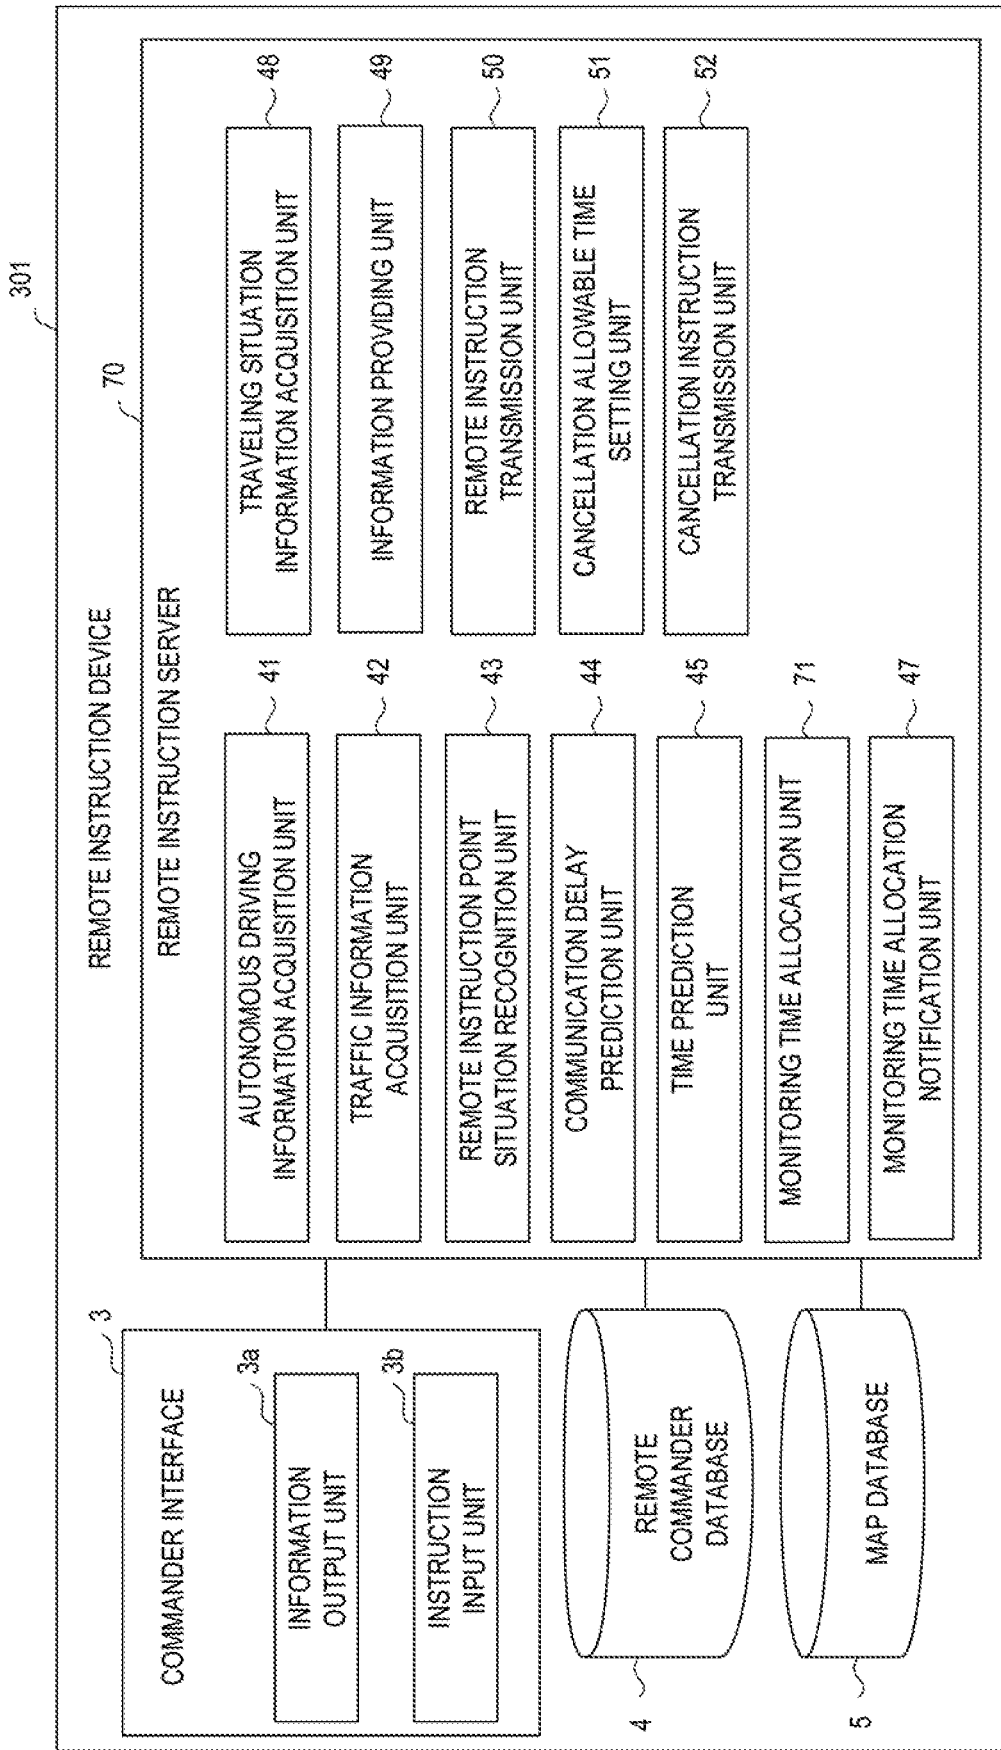 301
REMOTE INSTRUCTION DEVICE
3
COMMANDER INTERFACE
3a
INFORMATION
OUTPUT UNIT
3b
INSTRUCTION
INPUT UNIT
REMOTE
COMMANDER
DATABASE
4
MAP DATABASE
5
70
REMOTE INSTRUCTION SERVER
AUTONOMOUS DRIVING
INFORMATION ACQUISITION UNIT
41
TRAFFIC INFORMATION
ACQUISITION UNIT
42
REMOTE INSTRUCTION POINT
SITUATION RECOGNITION UNIT
43
COMMUNICATION DELAY
PREDICTION UNIT
44
TIME PREDICTION
UNIT
45
MONITORING TIME ALLOCATION UNIT
71
MONITORING TIME ALLOCATION
NOTIFICATION UNIT
47
TRAVELING SITUATION
INFORMATION ACQUISITION UNIT
48
INFORMATION PROVIDING UNIT
49
REMOTE INSTRUCTION
TRANSMISSION UNIT
50
CANCELLATION ALLOWABLE TIME
SETTING UNIT
51
CANCELLATION INSTRUCTION
TRANSMISSION UNIT
52